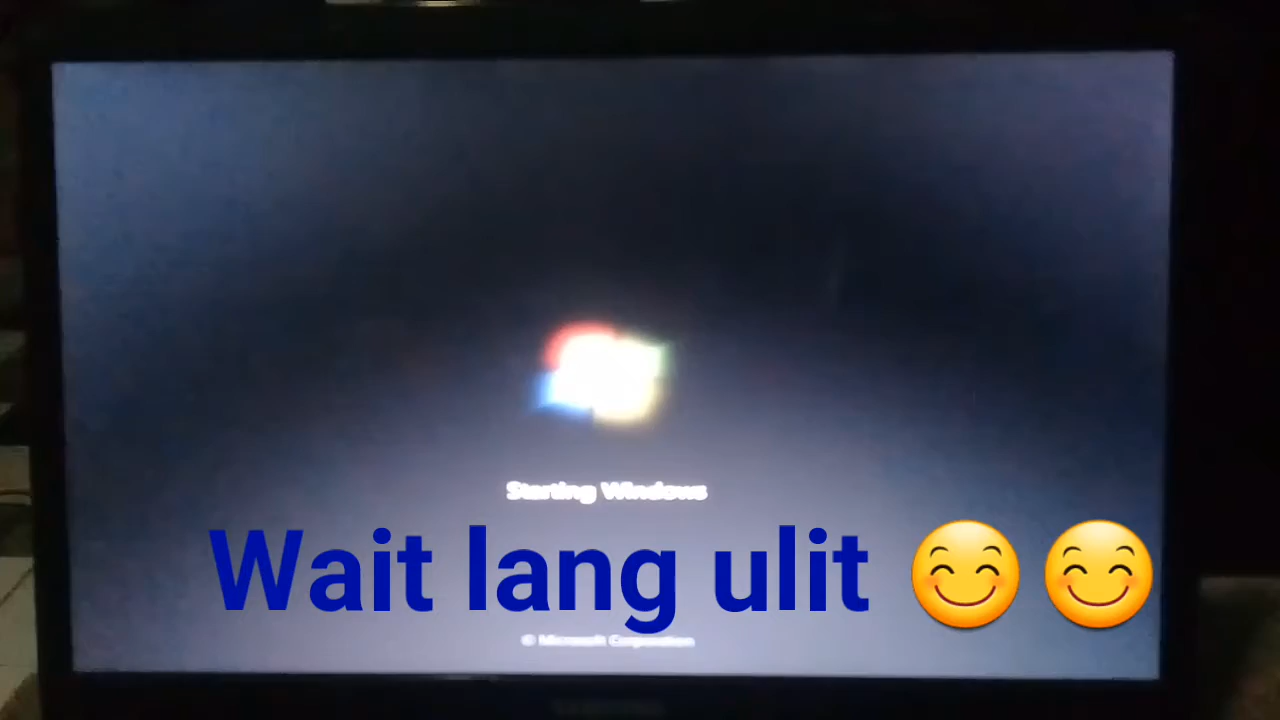 Starting Windows
Wait lang ulit 😊😊
© Microsoft Corporation